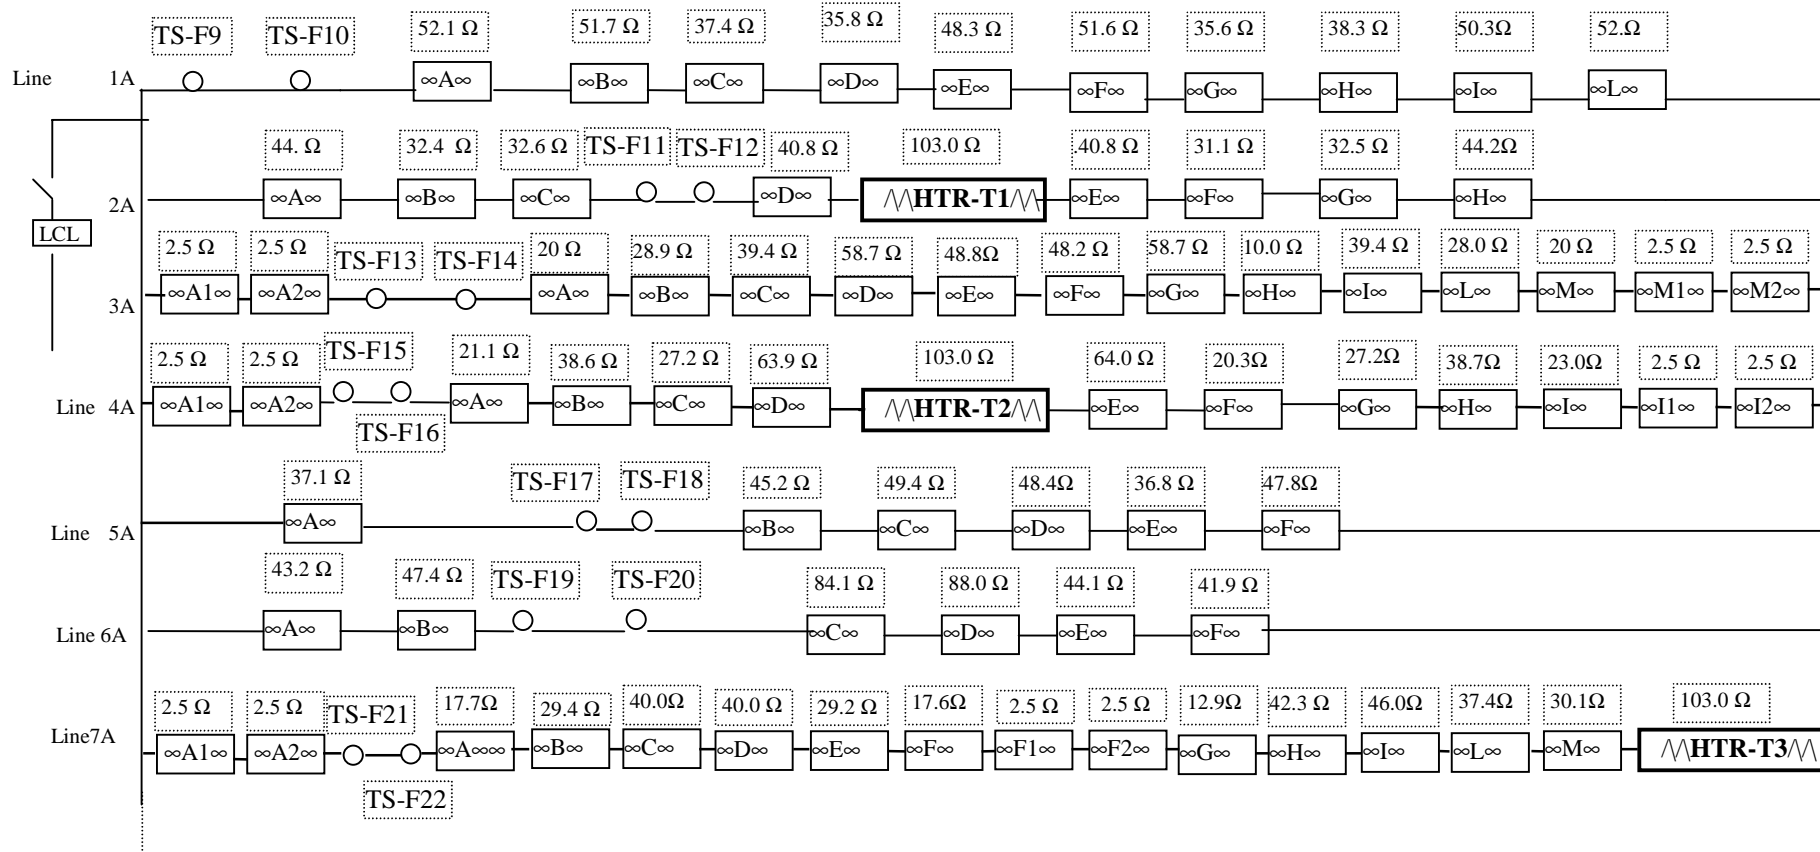 TS-F9 TS-F10 52.1 Ω 51.7 Ω 37.4 Ω 35.8 Ω 48.3 Ω 51.6 Ω 35.6 Ω 38.3 Ω 50.3Ω 52.Ω
Line 1A ∞A∞ ∞B∞ ∞C∞ ∞D∞ ∞E∞ ∞F∞ ∞G∞ ∞H∞ ∞I∞ ∞L∞
44. Ω 32.4 Ω 32.6 Ω TS-F11 TS-F12 40.8 Ω 103.0 Ω .40.8 Ω 31.1 Ω 32.5 Ω 44.2Ω
2A ∞A∞ ∞B∞ ∞C∞ ∞D∞ /\/\HTR-T1/\/\ ∞E∞ ∞F∞ ∞G∞ ∞H∞
LCL
2.5 Ω 2.5 Ω TS-F13 TS-F14 20 Ω 28.9 Ω 39.4 Ω 58.7 Ω 48.8Ω 48.2 Ω 58.7 Ω 10.0 Ω 39.4 Ω 28.0 Ω 20 Ω 2.5 Ω 2.5 Ω
3A ∞A1∞ ∞A2∞ ∞A∞ ∞B∞ ∞C∞ ∞D∞ ∞E∞ ∞F∞ ∞G∞ ∞H∞ ∞I∞ ∞L∞ ∞M∞ ∞M1∞ ∞M2∞
2.5 Ω 2.5 Ω TS-F15 21.1 Ω 38.6 Ω 27.2 Ω 63.9 Ω 103.0 Ω 64.0 Ω 20.3Ω 27.2Ω 38.7Ω 23.0Ω 2.5 Ω 2.5 Ω
Line 4A ∞A1∞ ∞A2∞ ∞A∞ ∞B∞ ∞C∞ ∞D∞ /\/\HTR-T2/\/\ ∞E∞ ∞F∞ ∞G∞ ∞H∞ ∞I∞ ∞I1∞ ∞I2∞
TS-F16
37.1 Ω TS-F17 TS-F18 45.2 Ω 49.4 Ω 48.4Ω 36.8 Ω 47.8Ω
Line 5A ∞A∞ ∞B∞ ∞C∞ ∞D∞ ∞E∞ ∞F∞
43.2 Ω 47.4 Ω TS-F19 TS-F20 84.1 Ω 88.0 Ω 44.1 Ω 41.9 Ω
Line 6A ∞A∞ ∞B∞ ∞C∞ ∞D∞ ∞E∞ ∞F∞
2.5 Ω 2.5 Ω TS-F21 17.7Ω 29.4 Ω 40.0Ω 40.0 Ω 29.2 Ω 17.6Ω 2.5 Ω 2.5 Ω 12.9Ω 42.3 Ω 46.0Ω 37.4Ω 30.1Ω 103.0 Ω
Line7A ∞A1∞ ∞A2∞ ∞A∞∞∞ ∞B∞ ∞C∞ ∞D∞ ∞E∞ ∞F∞ ∞F1∞ ∞F2∞ ∞G∞ ∞H∞ ∞I∞ ∞L∞ ∞M∞ /\/\HTR-T3/\/\
TS-F22